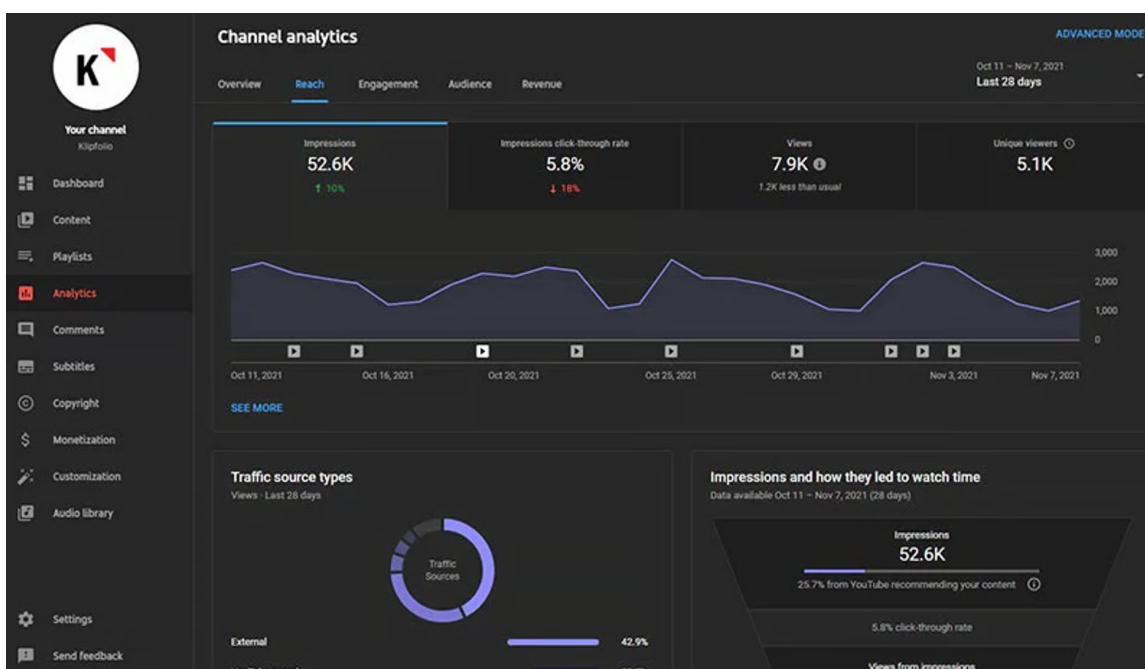 K
Your channel
Klipfolio
Dashboard
Content
Playlists
Analytics
Comments
Subtitles
Copyright
Monetization
Customization
Audio library
Settings
Send feedback
Channel analytics
ADVANCED MODE
Overview Reach Engagement Audience Revenue
Oct 11 – Nov 7, 2021
Last 28 days
Impressions
52.6K
↑ 10%
Impressions click-through rate
5.8%
↓ 18%
Views
7.9K
1.2K less than usual
Unique viewers
5.1K
3,000
2,000
1,000
0
Oct 11, 2021 Oct 16, 2021 Oct 20, 2021 Oct 25, 2021 Oct 29, 2021 Nov 3, 2021 Nov 7, 2021
SEE MORE
Traffic source types
Views · Last 28 days
Traffic
Sources
External 42.9%
Impressions and how they led to watch time
Data available Oct 11 – Nov 7, 2021 (28 days)
Impressions
52.6K
25.7% from YouTube recommending your content
5.8% click-through rate
Views from impressions